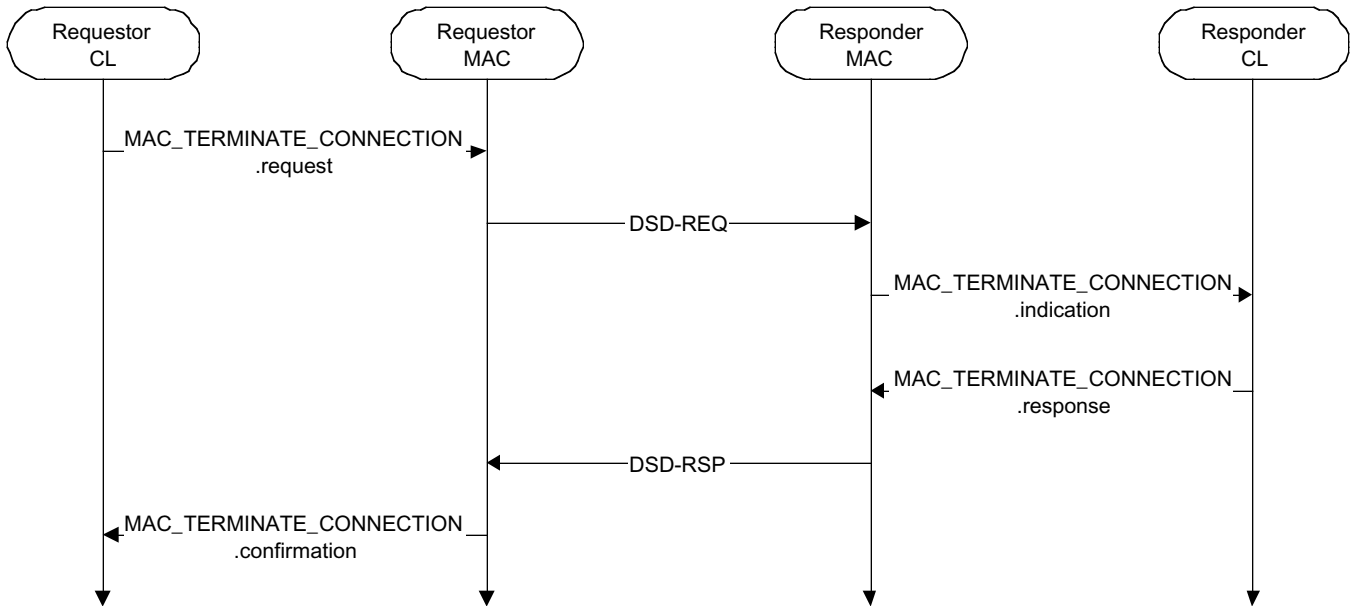 Requestor
CL
Requestor
MAC
Responder
MAC
Responder
CL
MAC_TERMINATE_CONNECTION
.request
DSD-REQ
MAC_TERMINATE_CONNECTION
.indication
MAC_TERMINATE_CONNECTION
.response
DSD-RSP
MAC_TERMINATE_CONNECTION
.confirmation